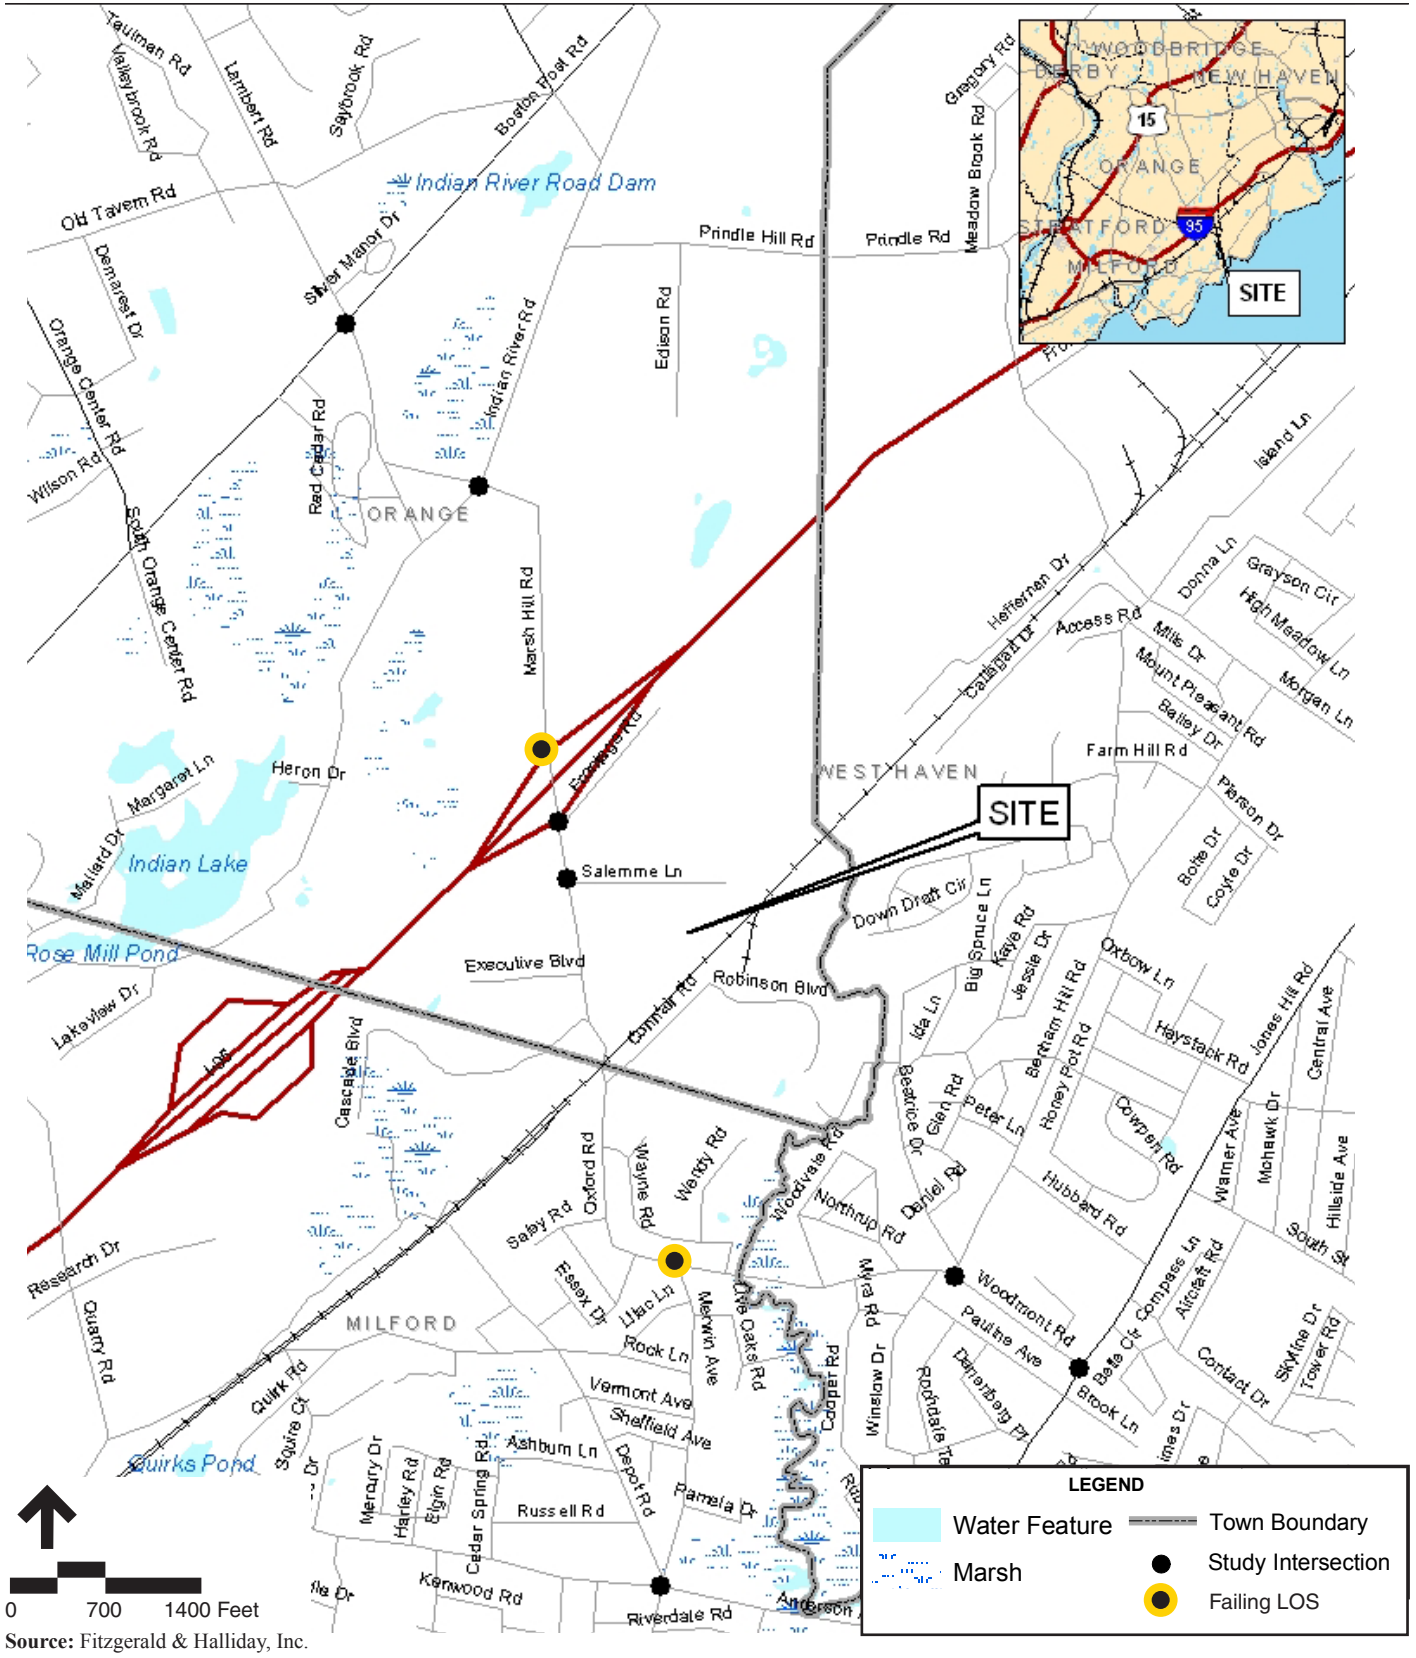 Taulman Rd
Valleybrook Rd
Lambert Rd
Saybrook Rd
Boston Post Rd
Gregory Rd
Meadow Brook Rd
WOODBRIDGE
DERBY
NEW HAVEN
15
ORANGE
STRATFORD
95
MILFORD
SITE
Indian River Road Dam
Old Tavern Rd
Silver Manor Dr
Prindle Hill Rd
Prindle Rd
Demarest Dr
Orange Center Rd
Edison Rd
Indian River Rd
Red Cedar Rd
Wilson Rd
Island Ln
ORANGE
South Orange Center Rd
Marsh Hill Rd
Heffernan Dr
Callegari Dr
Access Rd
Donna Ln
Grayson Cir
High Meadow Ln
Mills Dr
Mount Pleasant Rd
Morgan Ln
Bailey Dr
Farm Hill Rd
Frontage Rd
Margaret Ln
Heron Dr
WEST HAVEN
SITE
Pierson Dr
Mallard Dr
Indian Lake
Salemme Ln
Down Draft Cir
Big Spruce Ln
Kaye Rd
Jessie Dr
Botte Dr
Coyle Dr
Rose Mill Pond
Executive Blvd
Robinson Blvd
Oxbow Ln
Lakeview Dr
Connair Rd
Ida Ln
Benham Hill Rd
Honey Pot Rd
Haystack Rd
Jones Hill Rd
Central Ave
I-95
Cascade Blvd
Beatrice Dr
Glen Rd
Peter Ln
Cowpen Rd
Warner Ave
Mohawk Dr
Hillside Ave
Oxford Rd
Wayne Rd
Wendy Rd
Woodvale Rd
Northrup Rd
Daniel Rd
Hubbard Rd
South St
Salby Rd
Research Dr
Essex Dr
Lilac Ln
Merwin Ave
Live Oaks Rd
Myra Rd
Woodmont Rd
Compass Ln
Aircraft Rd
Quarry Rd
MILFORD
Rock Ln
Pauline Ave
Belle Cir
Skyline Dr
Tower Rd
Quirk Rd
Squire Ct
Vermont Ave
Sheffield Ave
Cooper Rd
Winslow Dr
Rochdale Te
Danenberg Pl
Brook Ln
Contact Dr
imes Dr
Quirks Pond
Dr
Mercury Dr
Harley Rd
Elgin Rd
Cedar Spring Rd
Ashburn Ln
Depot Rd
Pamela Dr
Russell Rd
Kenwood Rd
Riverdale Rd
Anderson
LEGEND
Water Feature
Town Boundary
Marsh
Study Intersection
Failing LOS
0 700 1400 Feet
Source: Fitzgerald & Halliday, Inc.